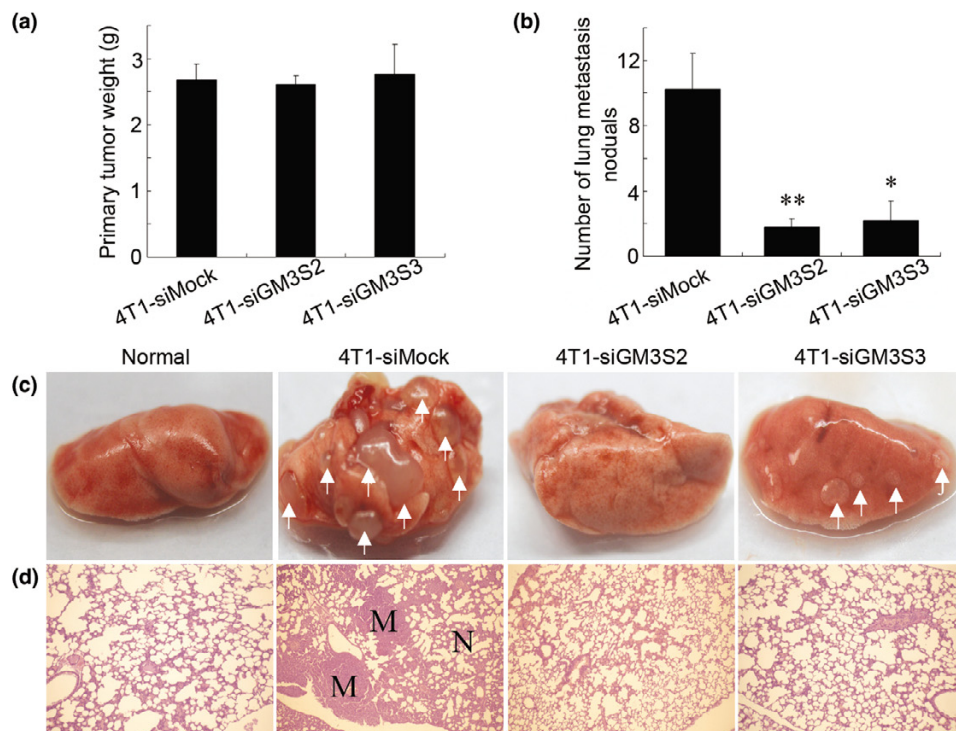 (a)
Primary tumor weight (g)
3
2
1
0
4T1-siMock
4T1-siGM3S2
4T1-siGM3S3
(b)
Number of lung metastasis
noduals
12
8
4
0
**
*
4T1-siMock
4T1-siGM3S2
4T1-siGM3S3
Normal
4T1-siMock
4T1-siGM3S2
4T1-siGM3S3
(c)
(d)
M
N
M